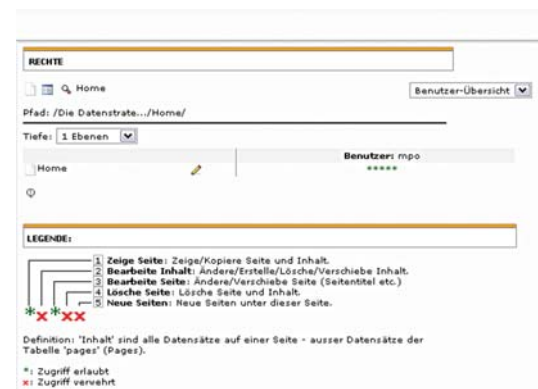 RECHTE
Home
Benutzer-Übersicht
Pfad: /Die Datenstrate.../Home/
Tiefe: 1 Ebenen
Benutzer: mpo
Home *****
LEGENDE:
1 Zeige Seite: Zeige/Kopiere Seite und Inhalt.
2 Bearbeite Inhalt: Ändere/Erstelle/Lösche/Verschiebe Inhalt.
3 Bearbeite Seite: Ändere/Verschiebe Seite (Seitentitel etc.)
4 Lösche Seite: Lösche Seite und Inhalt.
5 Neue Seiten: Neue Seiten unter dieser Seite.
*x*xx
Definition: 'Inhalt' sind alle Datensätze auf einer Seite - ausser Datensätze der
Tabelle 'pages' (Pages).
*: Zugriff erlaubt
x: Zugriff verwehrt